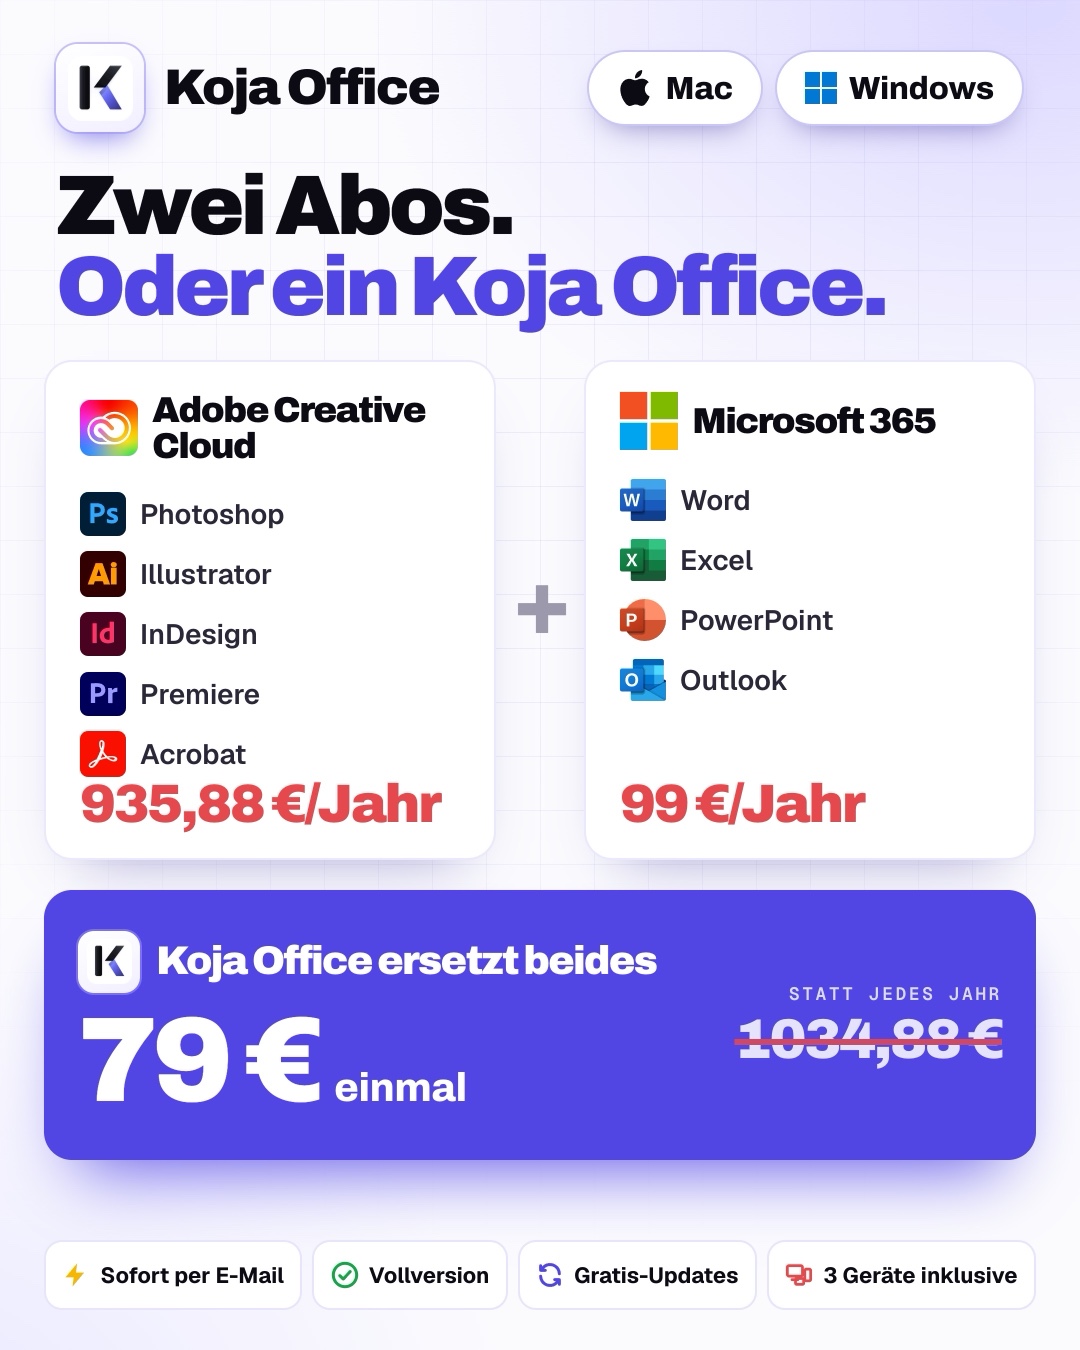 K Koja Office
Mac
Windows
Zwei Abos.
Oder ein Koja Office.
Adobe Creative
Cloud
Ps Photoshop
Ai Illustrator
Id InDesign
Pr Premiere
Acrobat
935,88 €/Jahr
+
Microsoft 365
W Word
X Excel
P PowerPoint
O Outlook
99 €/Jahr
K Koja Office ersetzt beides
79 € einmal
STATT JEDES JAHR
1034,88 €
Sofort per E-Mail
Vollversion
Gratis-Updates
3 Geräte inklusive